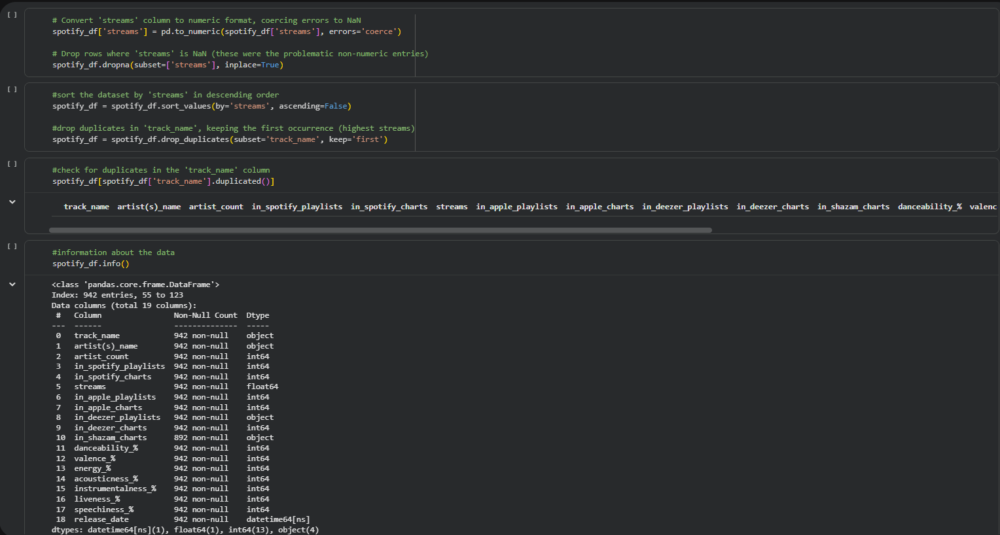 [ ]
# Convert 'streams' column to numeric format, coercing errors to NaN
spotify_df['streams'] = pd.to_numeric(spotify_df['streams'], errors='coerce')
# Drop rows where 'streams' is NaN (these were the problematic non-numeric entries)
spotify_df.dropna(subset=['streams'], inplace=True)
[ ]
#sort the dataset by 'streams' in descending order
spotify_df = spotify_df.sort_values(by='streams', ascending=False)
#drop duplicates in 'track_name', keeping the first occurrence (highest streams)
spotify_df = spotify_df.drop_duplicates(subset='track_name', keep='first')
[ ]
#check for duplicates in the 'track_name' column
spotify_df[spotify_df['track_name'].duplicated()]
track_name artist(s)_name artist_count in_spotify_playlists in_spotify_charts streams in_apple_playlists in_apple_charts in_deezer_playlists in_deezer_charts in_shazam_charts danceability_% valenc
[ ]
#information about the data
spotify_df.info()
<class 'pandas.core.frame.DataFrame'>
Index: 942 entries, 55 to 123
Data columns (total 19 columns):
 #   Column                Non-Null Count  Dtype
---  ------                --------------  -----
 0   track_name            942 non-null    object
 1   artist(s)_name        942 non-null    object
 2   artist_count          942 non-null    int64
 3   in_spotify_playlists  942 non-null    int64
 4   in_spotify_charts     942 non-null    int64
 5   streams               942 non-null    float64
 6   in_apple_playlists    942 non-null    int64
 7   in_apple_charts       942 non-null    int64
 8   in_deezer_playlists   942 non-null    object
 9   in_deezer_charts      942 non-null    int64
 10  in_shazam_charts      892 non-null    object
 11  danceability_%        942 non-null    int64
 12  valence_%             942 non-null    int64
 13  energy_%              942 non-null    int64
 14  acousticness_%        942 non-null    int64
 15  instrumentalness_%    942 non-null    int64
 16  liveness_%            942 non-null    int64
 17  speechiness_%         942 non-null    int64
 18  release_date          942 non-null    datetime64[ns]
dtypes: datetime64[ns](1), float64(1), int64(13), object(4)